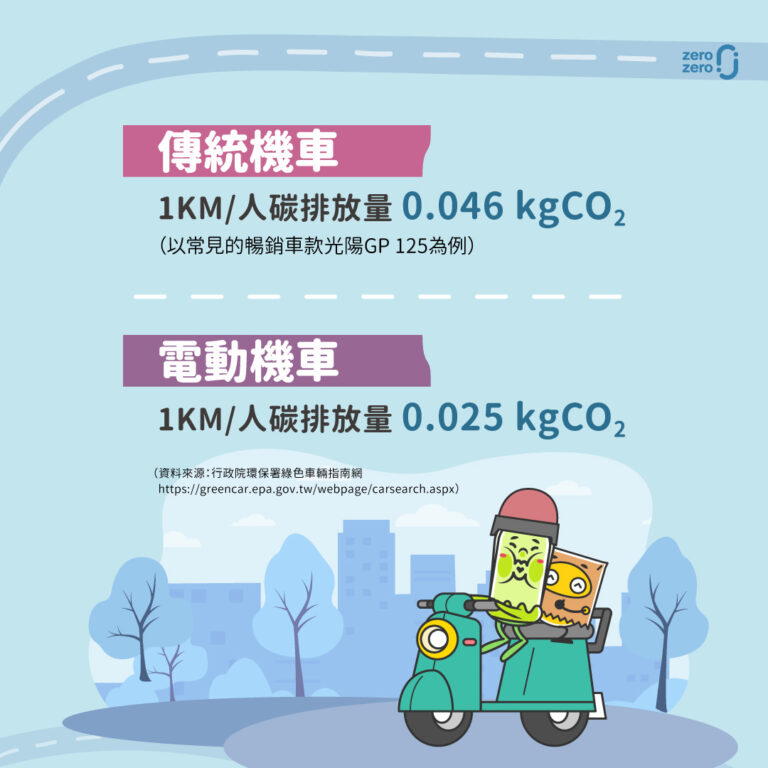 zero
zero
傳統機車
1KM/人碳排放量 0.046 kgCO₂
(以常見的暢銷車款光陽GP 125為例)
電動機車
1KM/人碳排放量 0.025 kgCO₂
(資料來源:行政院環保署綠色車輛指南網
https://greencar.epa.gov.tw/webpage/carsearch.aspx)